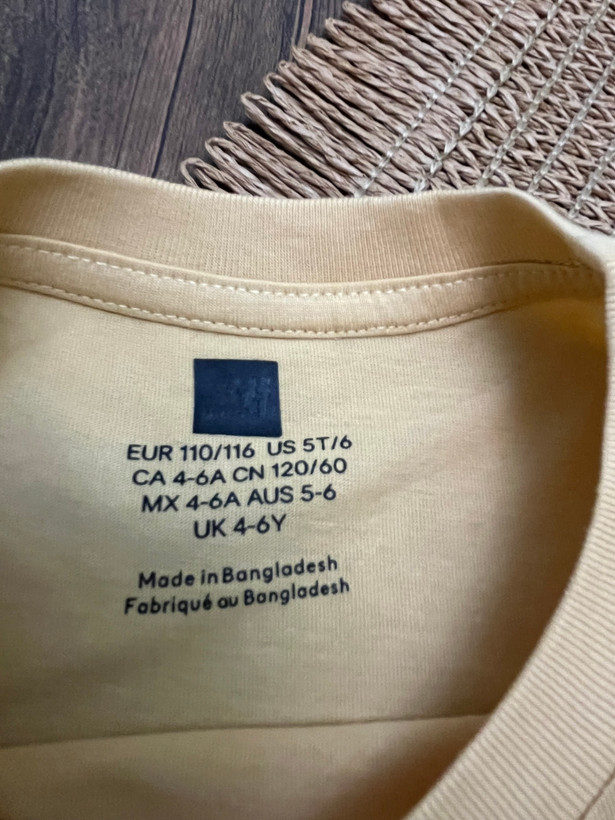 EUR 110/116 US 5T/6
CA 4-6A CN 120/60
MX 4-6A AUS 5-6
UK 4-6Y
Made in Bangladesh
Fabriqué au Bangladesh